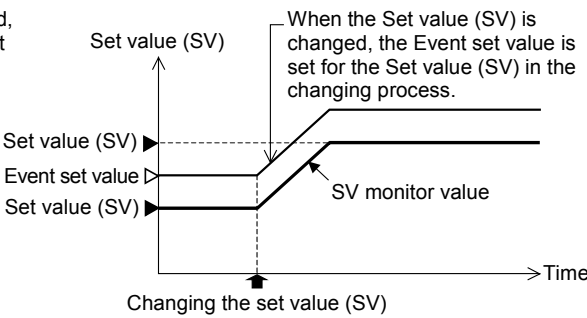 d,
t
Set value (SV)
When the Set value (SV) is
changed, the Event set value is
set for the Set value (SV) in the
changing process.
Set value (SV)
Event set value
Set value (SV)
SV monitor value
Time
Changing the set value (SV)